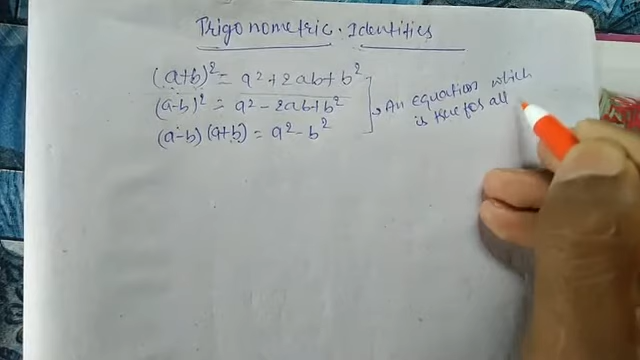 Trigonometric. Identities
(a+b)² = a²+2ab+b²
(a-b)² = a²-2ab+b²
(a-b) (a+b) = a²-b²
An equation which
is true for all